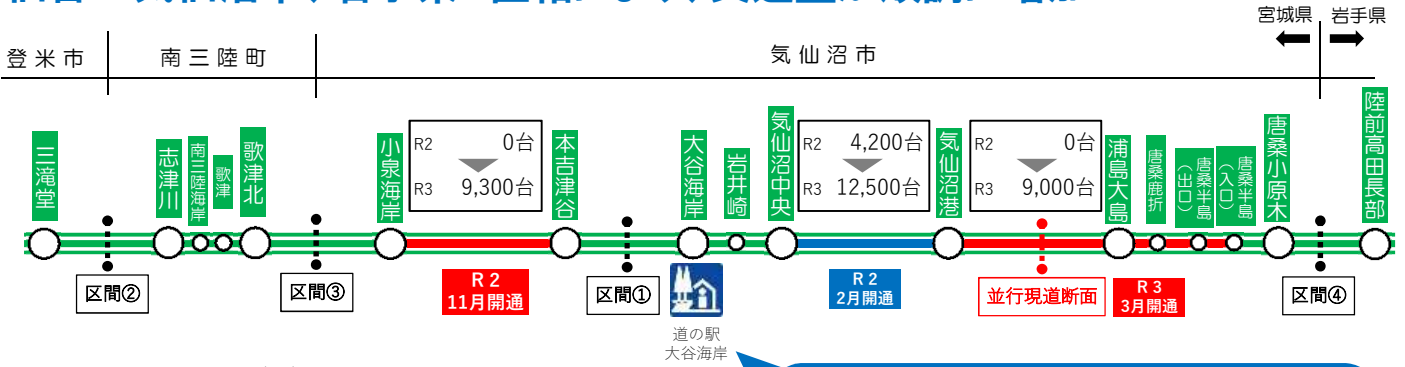 宮城県 岩手県
登米市 南三陸町 気仙沼市
三滝堂
志津川
南三陸海岸
歌津
歌津北
小泉海岸
R2 0台
R3 9,300台
本吉津谷
大谷海岸
岩井崎
気仙沼中央
R2 4,200台
R3 12,500台
気仙沼港
R2 0台
R3 9,000台
浦島大島
唐桑鹿折
唐桑半島
(出口)
唐桑半島
(入口)
唐桑小原木
陸前高田長部
区間②
区間③
R2
11月開通
区間①
道の駅
大谷海岸
R2
2月開通
並行現道断面
R3
3月開通
区間④